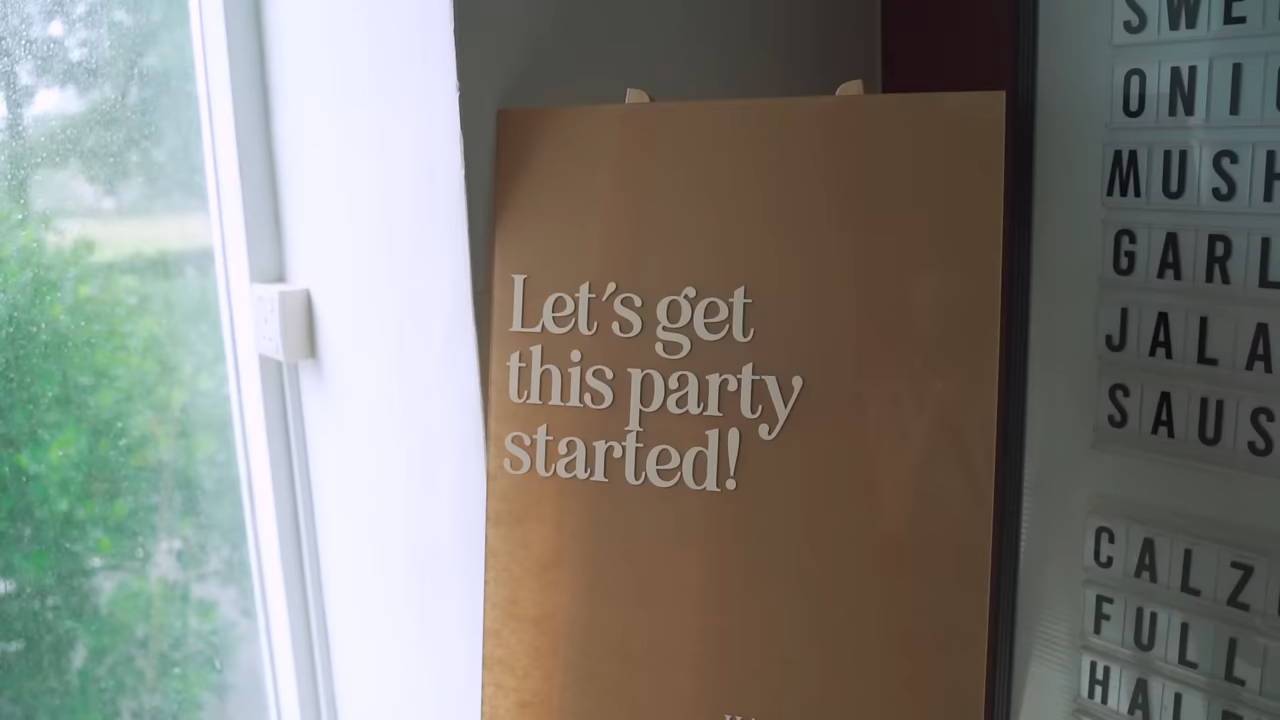 Let's get
this party
started!
SWE
ONI
MUSH
GARL
JALA
SAUS
CALZ
FULL
HAL